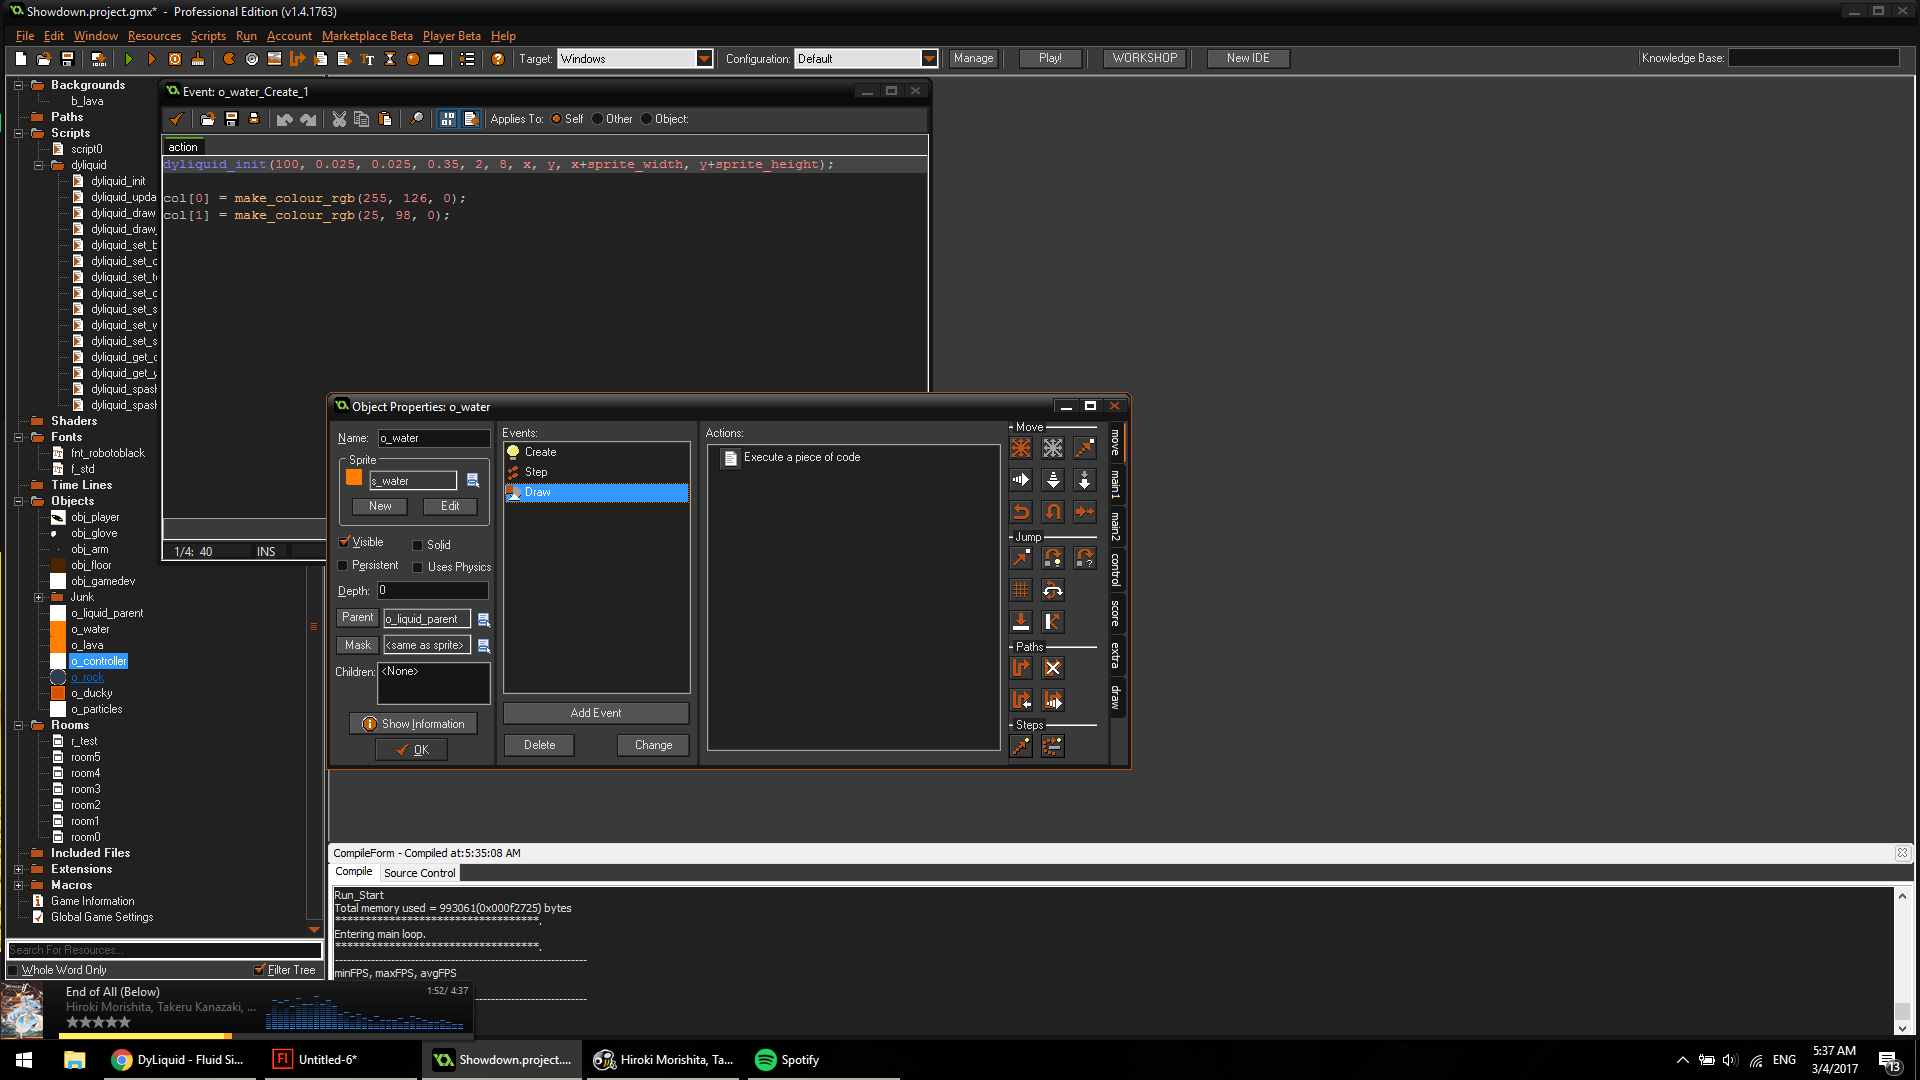 Showdown.project.gmx* - Professional Edition (v1.4.1763)
File Edit Window Resources Scripts Run Account Marketplace Beta Player Beta Help
Target: Windows Configuration: Default Manage Play! WORKSHOP New IDE Knowledge Base:
Backgrounds
b_lava
Paths
Scripts
script0
dyliquid
dyliquid_init
dyliquid_upda
dyliquid_draw
dyliquid_draw_
dyliquid_set_b
dyliquid_set_c
dyliquid_set_te
dyliquid_set_c
dyliquid_set_s
dyliquid_set_v
dyliquid_set_s
dyliquid_get_c
dyliquid_get_y
dyliquid_spash
dyliquid_spash
Shaders
Fonts
fnt_robotoblack
f_std
Time Lines
Objects
obj_player
obj_glove
obj_arm
obj_floor
obj_gamedev
Junk
o_liquid_parent
o_water
o_lava
o_controller
o_rock
o_ducky
o_particles
Rooms
r_test
room5
room4
room3
room2
room1
room0
Included Files
Extensions
Macros
Game Information
Global Game Settings
Search For Resources...
Whole Word Only Filter Tree
Event: o_water_Create_1
Applies To: Self Other Object:
action
dyliquid_init(100, 0.025, 0.025, 0.35, 2, 8, x, y, x+sprite_width, y+sprite_height);
col[0] = make_colour_rgb(255, 126, 0);
col[1] = make_colour_rgb(25, 98, 0);
1/4: 40 INS
Object Properties: o_water
Name: o_water
Sprite
s_water
New Edit
Visible Solid
Persistent Uses Physics
Depth: 0
Parent o_liquid_parent
Mask <same as sprite>
Children: <None>
Show Information
OK
Events:
Create
Step
Draw
Add Event
Delete Change
Actions:
Execute a piece of code
Move
Jump
Paths
Steps
move
main1
main2
control
score
extra
draw
CompileForm - Compiled at:5:35:08 AM
Compile Source Control
Run_Start
Total memory used = 993061(0x000f2725) bytes
**********************************.
Entering main loop.
**********************************.
minFPS, maxFPS, avgFPS
End of All (Below) 1:52/ 4:37
Hiroki Morishita, Takeru Kanazaki, ...
DyLiquid - Fluid Si...
Fl Untitled-6*
Showdown.project....
Hiroki Morishita, Ta...
Spotify
ENG
5:37 AM
3/4/2017
13